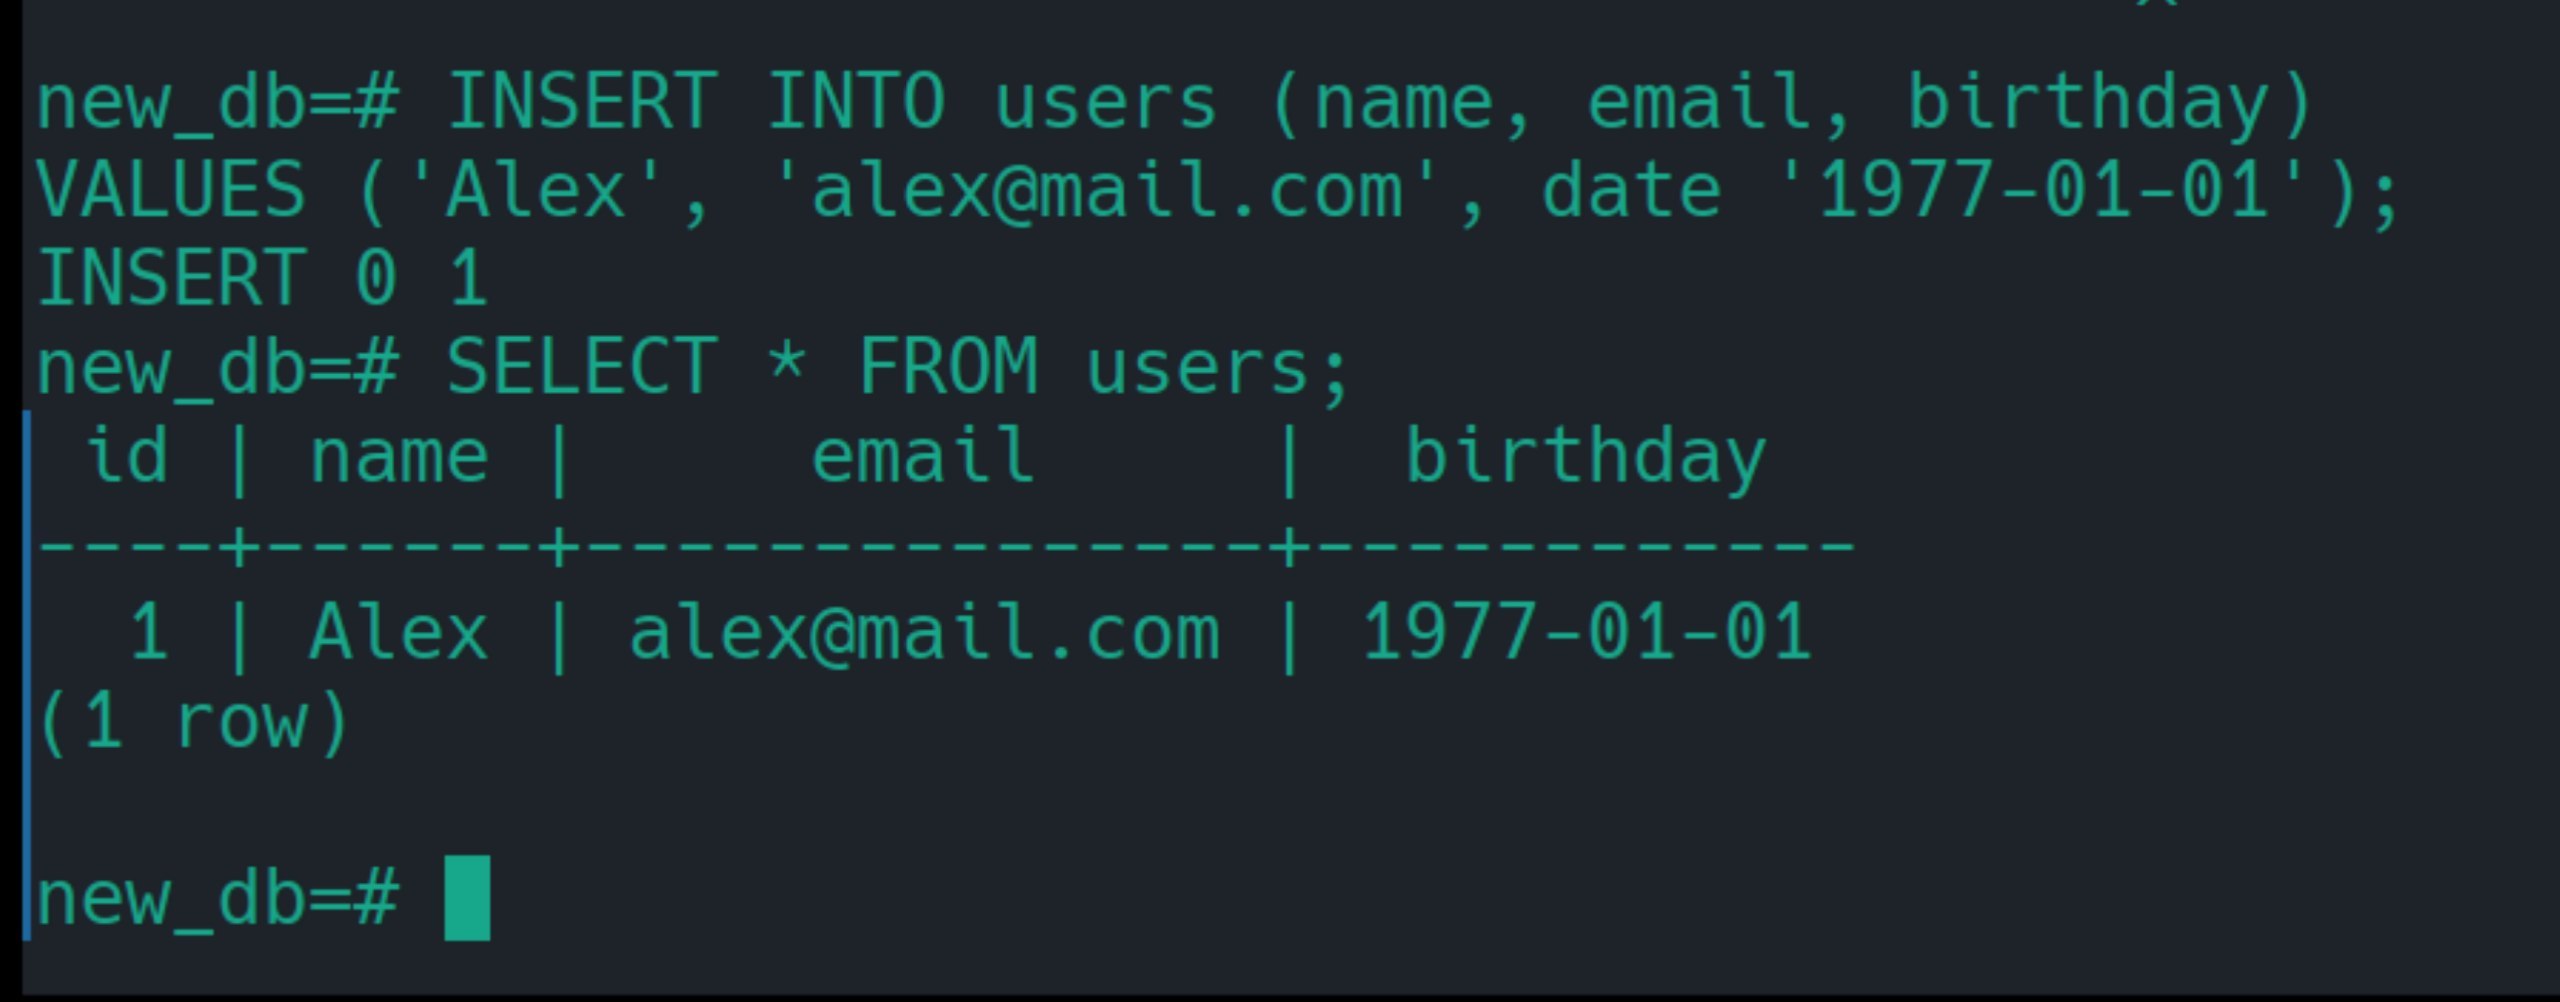 new_db=# INSERT INTO users (name, email, birthday)
VALUES ('Alex', 'alex@mail.com', date '1977-01-01');
INSERT 0 1
new_db=# SELECT * FROM users;
 id | name |     email     |  birthday
----+------+---------------+------------
  1 | Alex | alex@mail.com | 1977-01-01
(1 row)
new_db=#